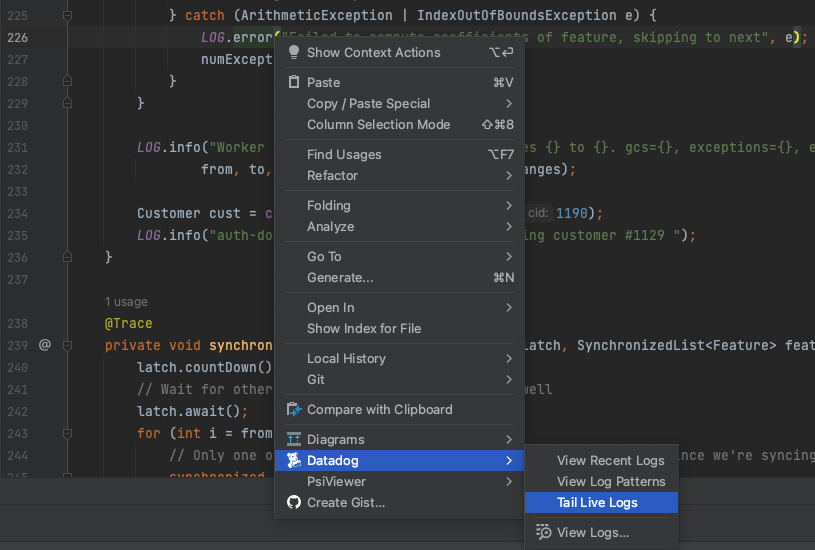 225 } catch (ArithmeticException | IndexOutOfBoundsException e) {
226 LOG.error("Failed to compute coefficients of feature, skipping to next", e);
227 numExcept
228 }
229 }
230
231 LOG.info("Worker es {} to {}. gcs={}, exceptions={}, e
232 from, to, anges);
233
234 Customer cust = c cid: 1190);
235 LOG.info("auth-do ing customer #1129 ");
236 }
237
1 usage
238 @Trace
239 @ private void synchron latch, SynchronizedList<Feature> feat
240 latch.countDown()
241 // Wait for other well
242 latch.await();
243 for (int i = from
244 // Only one o nce we're syncing
245 synchronized
Show Context Actions ⌥⏎
Paste ⌘V
Copy / Paste Special >
Column Selection Mode ⇧⌘8
Find Usages ⌥F7
Refactor >
Folding >
Analyze >
Go To >
Generate... ⌘N
Open In >
Show Index for File
Local History >
Git >
Compare with Clipboard
Diagrams >
Datadog >
PsiViewer >
Create Gist...
View Recent Logs
View Log Patterns
Tail Live Logs
View Logs...